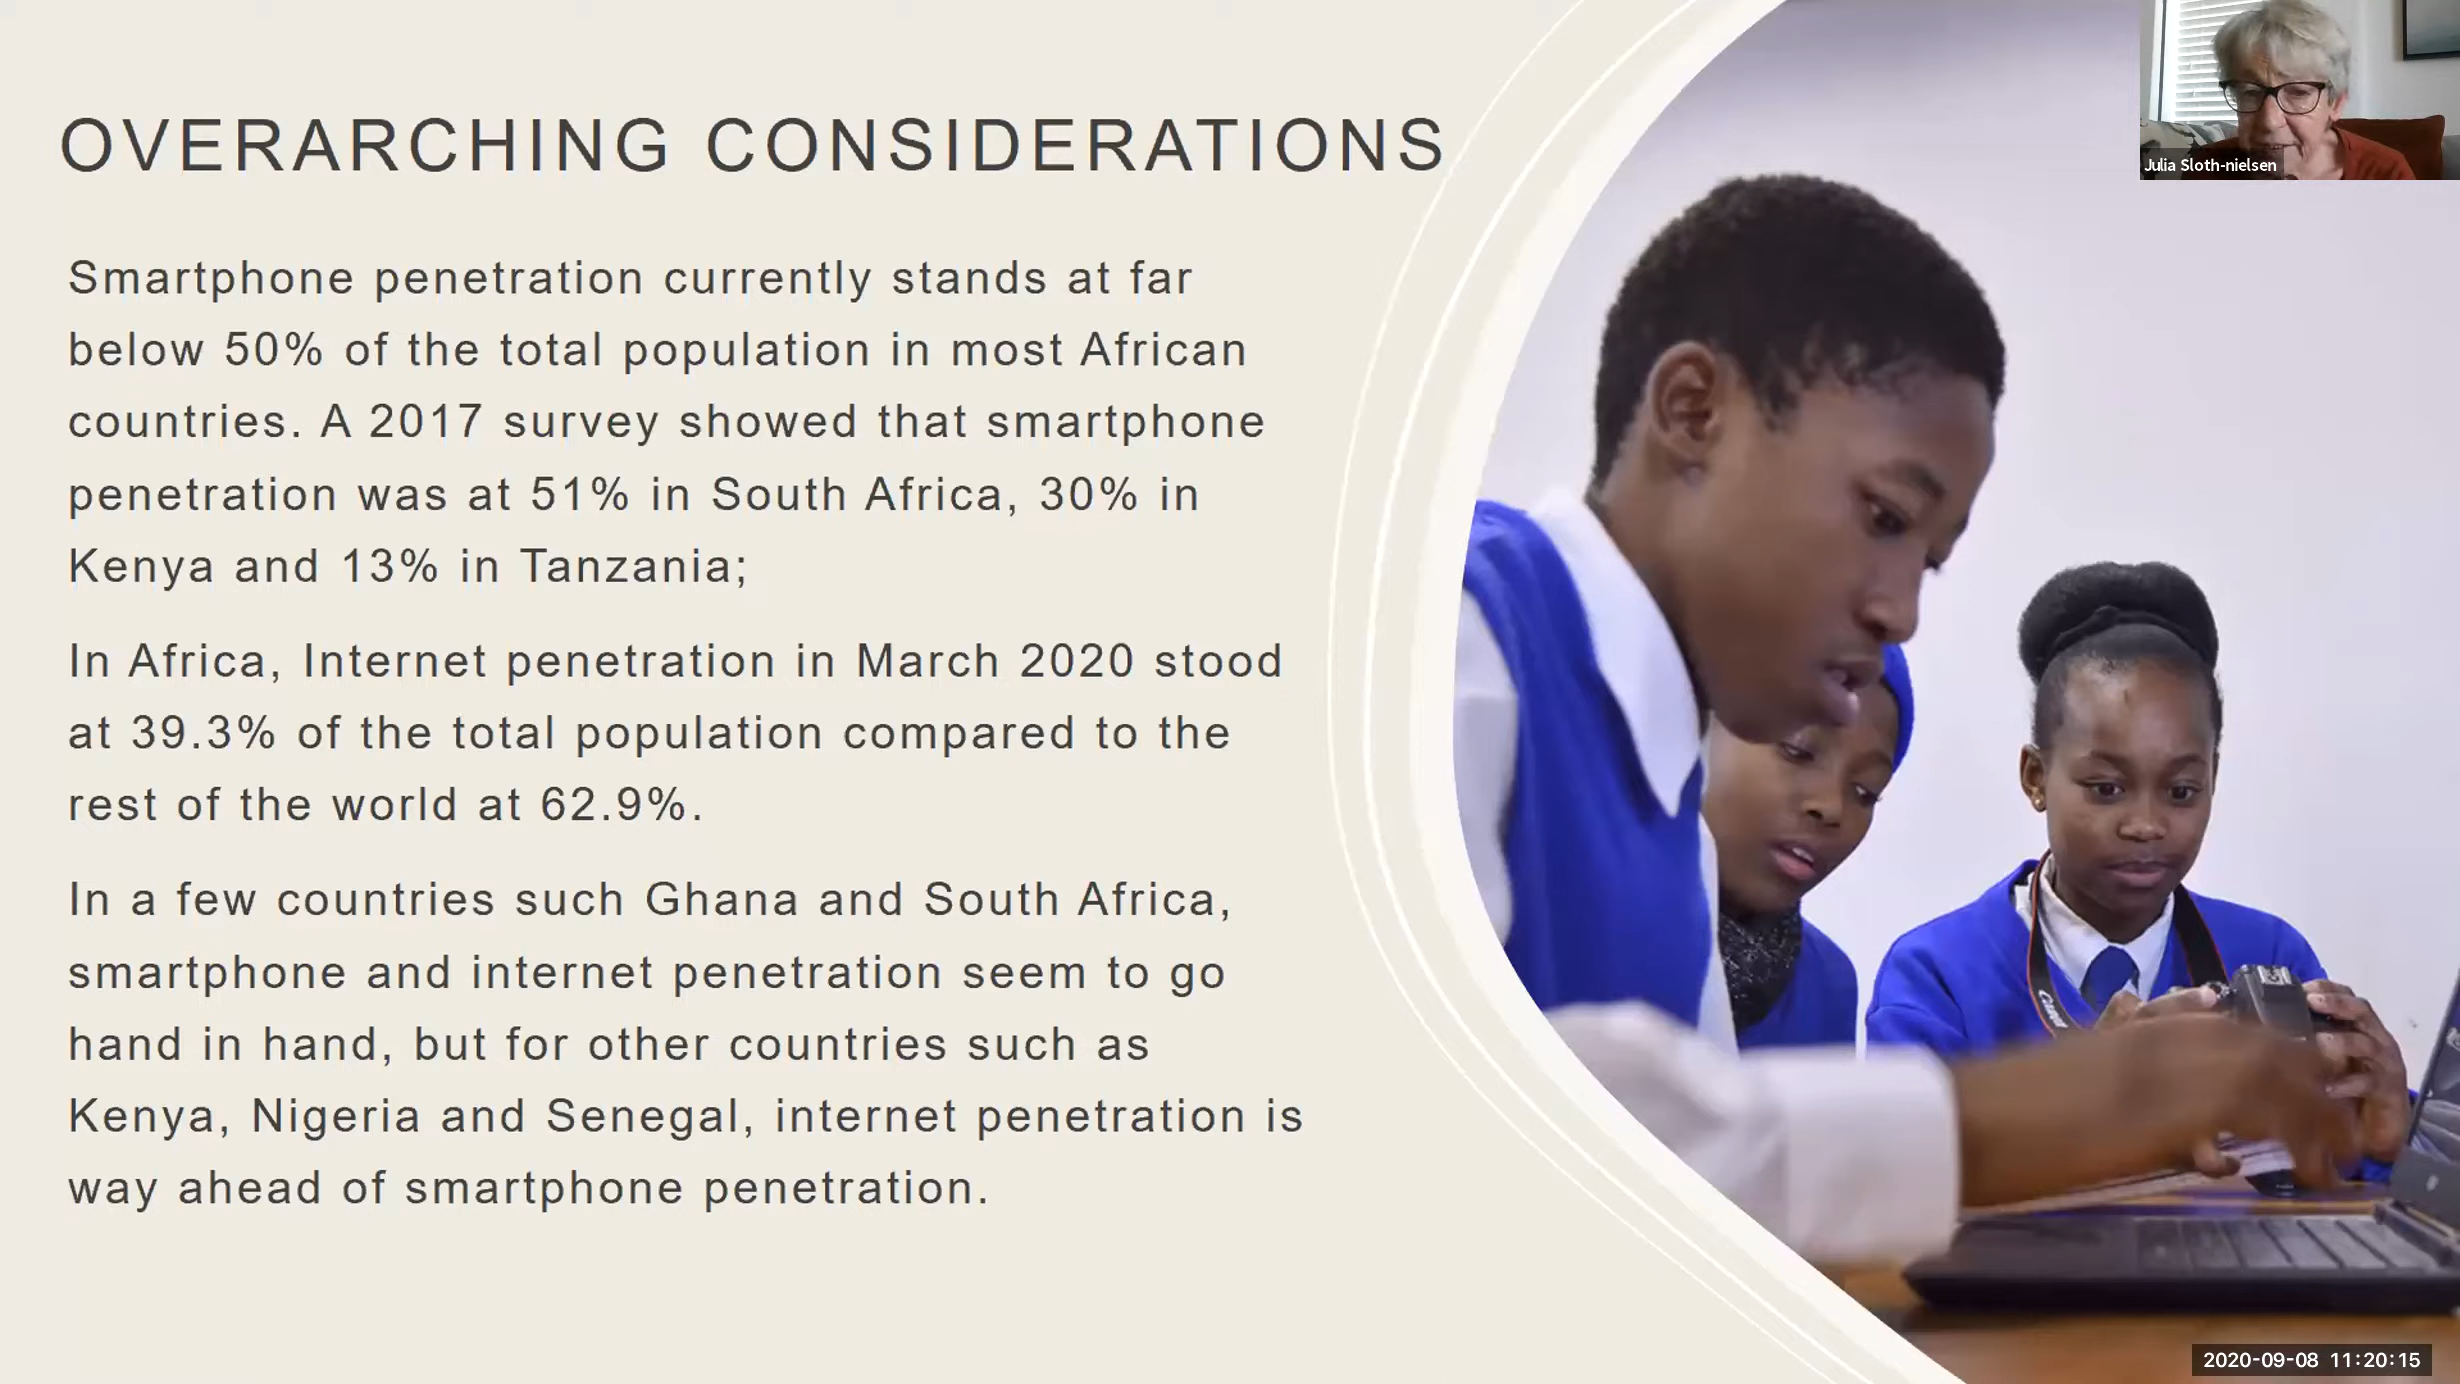 OVERARCHING CONSIDERATIONS
Smartphone penetration currently stands at far
below 50% of the total population in most African
countries. A 2017 survey showed that smartphone
penetration was at 51% in South Africa, 30% in
Kenya and 13% in Tanzania;
In Africa, Internet penetration in March 2020 stood
at 39.3% of the total population compared to the
rest of the world at 62.9%.
In a few countries such Ghana and South Africa,
smartphone and internet penetration seem to go
hand in hand, but for other countries such as
Kenya, Nigeria and Senegal, internet penetration is
way ahead of smartphone penetration.
Julia Sloth-nielsen
Canon
2020-09-08 11:20:15